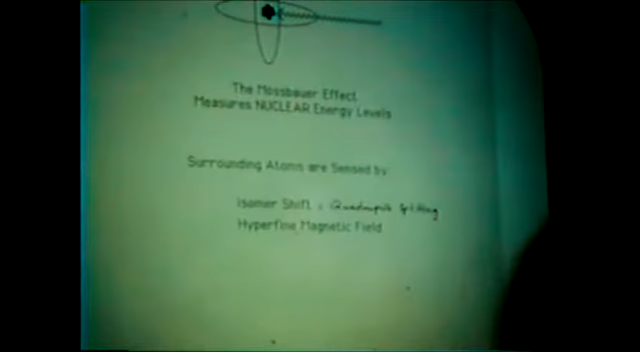 The Mossbauer Effect
Measures NUCLEAR Energy Levels
Surrounding Atoms are Sensed by
Isomer Shift : Quadrupole Splitting
Hyperfine Magnetic Field